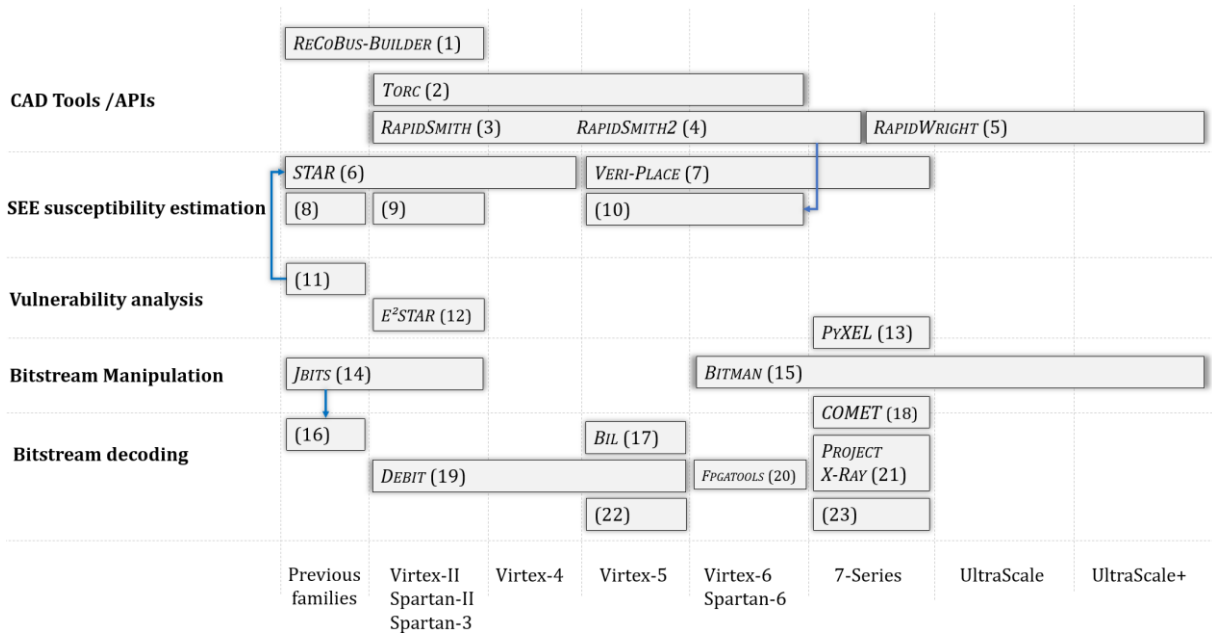 ReCoBus-Builder (1)
CAD Tools /APIs
Torc (2)
RapidSmith (3)
RapidSmith2 (4)
RapidWright (5)
STAR (6)
Veri-Place (7)
SEE susceptibility estimation
(8)
(9)
(10)
Vulnerability analysis
(11)
E²STAR (12)
PyXEL (13)
Bitstream Manipulation
JBits (14)
BitMan (15)
Bitstream decoding
(16)
Bil (17)
COMET (18)
Debit (19)
Fpgatools (20)
Project
X-Ray (21)
(22)
(23)
Previous
families
Virtex-II
Spartan-II
Spartan-3
Virtex-4
Virtex-5
Virtex-6
Spartan-6
7-Series
UltraScale
UltraScale+